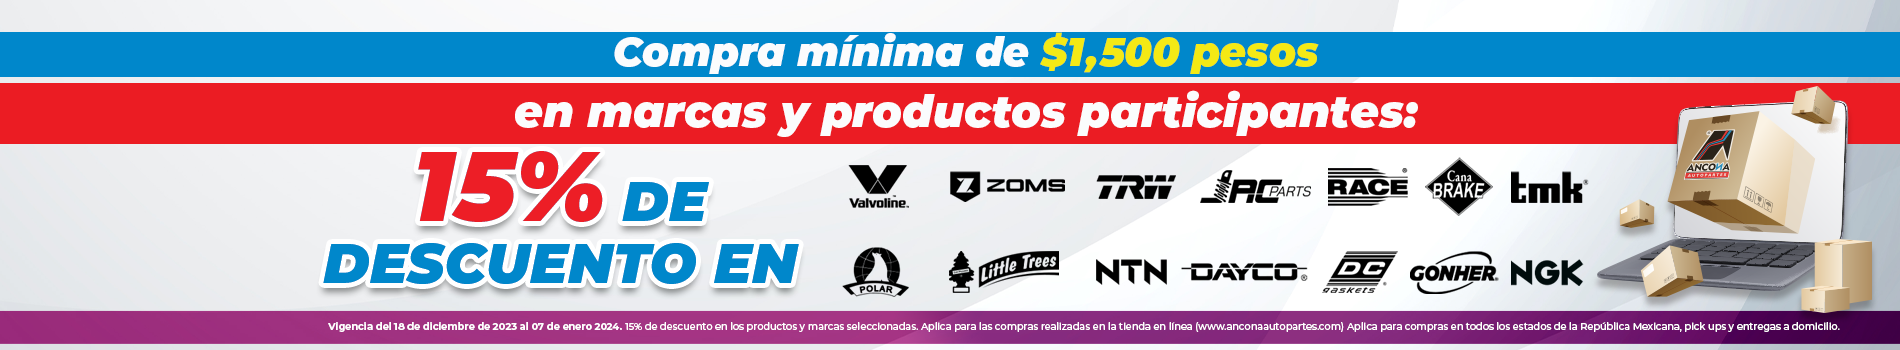 Compra mínima de $1,500 pesos
en marcas y productos participantes:
15% DE
DESCUENTO EN
Valvoline.
ZOMS
TRW
RC PARTS
RACE®
Cana
BRAKE
tmk®
POLAR
Little Trees
NTN
DAYCO®
DC
gaskets
GONHER
NGK
ANCONA
AUTOPARTES
Vigencia del 18 de diciembre de 2023 al 07 de enero 2024. 15% de descuento en los productos y marcas seleccionadas. Aplica para las compras realizadas en la tienda en línea (www.anconaautopartes.com) Aplica para compras en todos los estados de la República Mexicana, pick ups y entregas a domicilio.